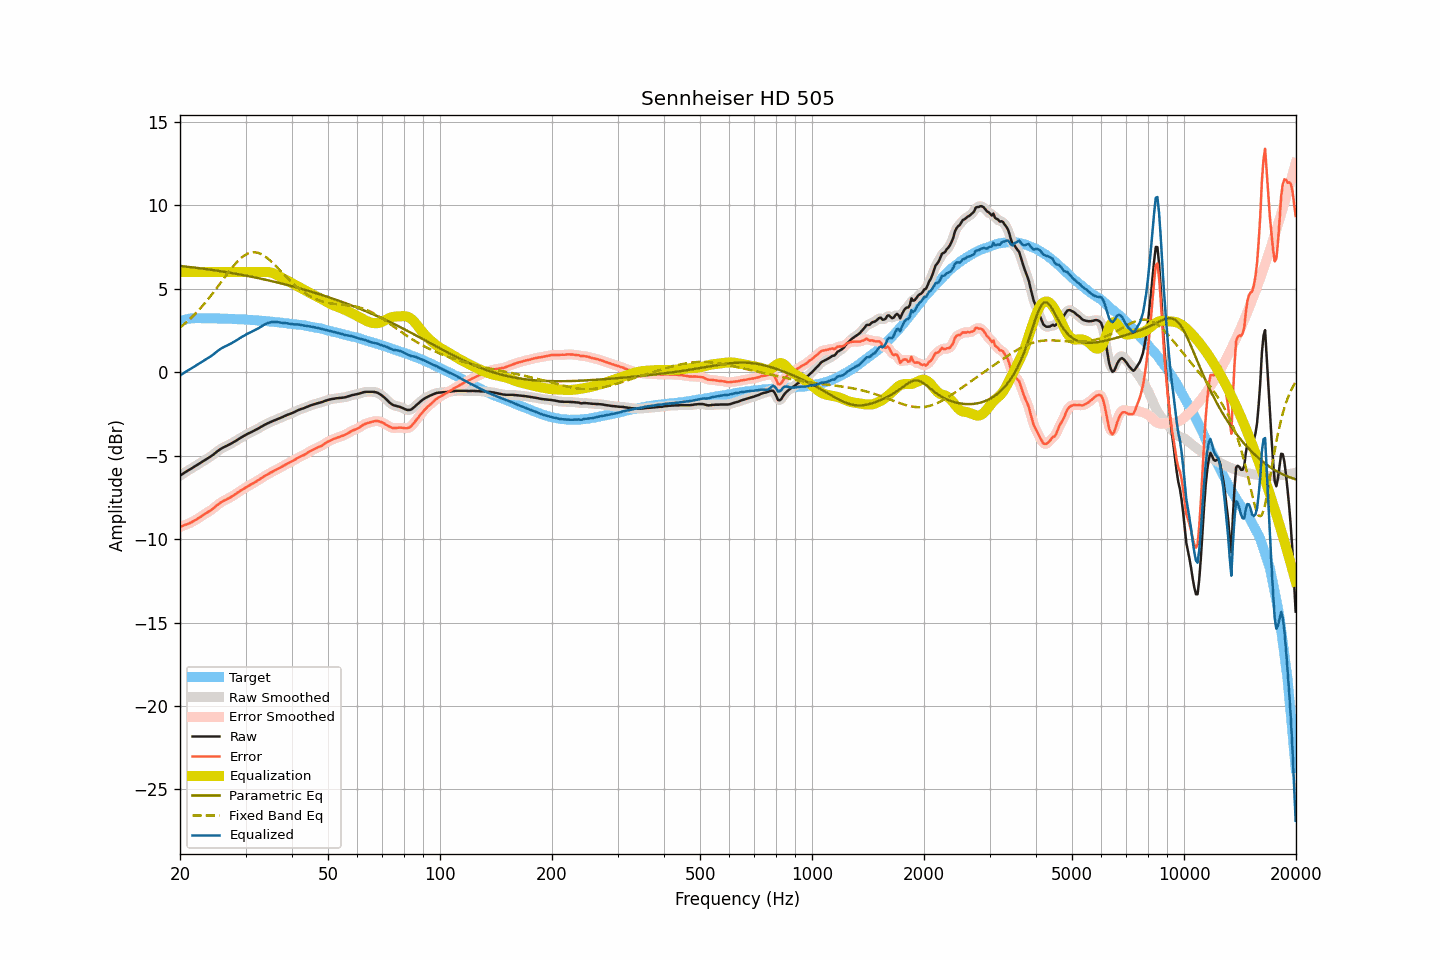 Sennheiser HD 505
15
10
5
0
−5
−10
−15
−20
−25
Amplitude (dBr)
Target
Raw Smoothed
Error Smoothed
Raw
Error
Equalization
Parametric Eq
Fixed Band Eq
Equalized
20 50 100 200 500 1000 2000 5000 10000 20000
Frequency (Hz)